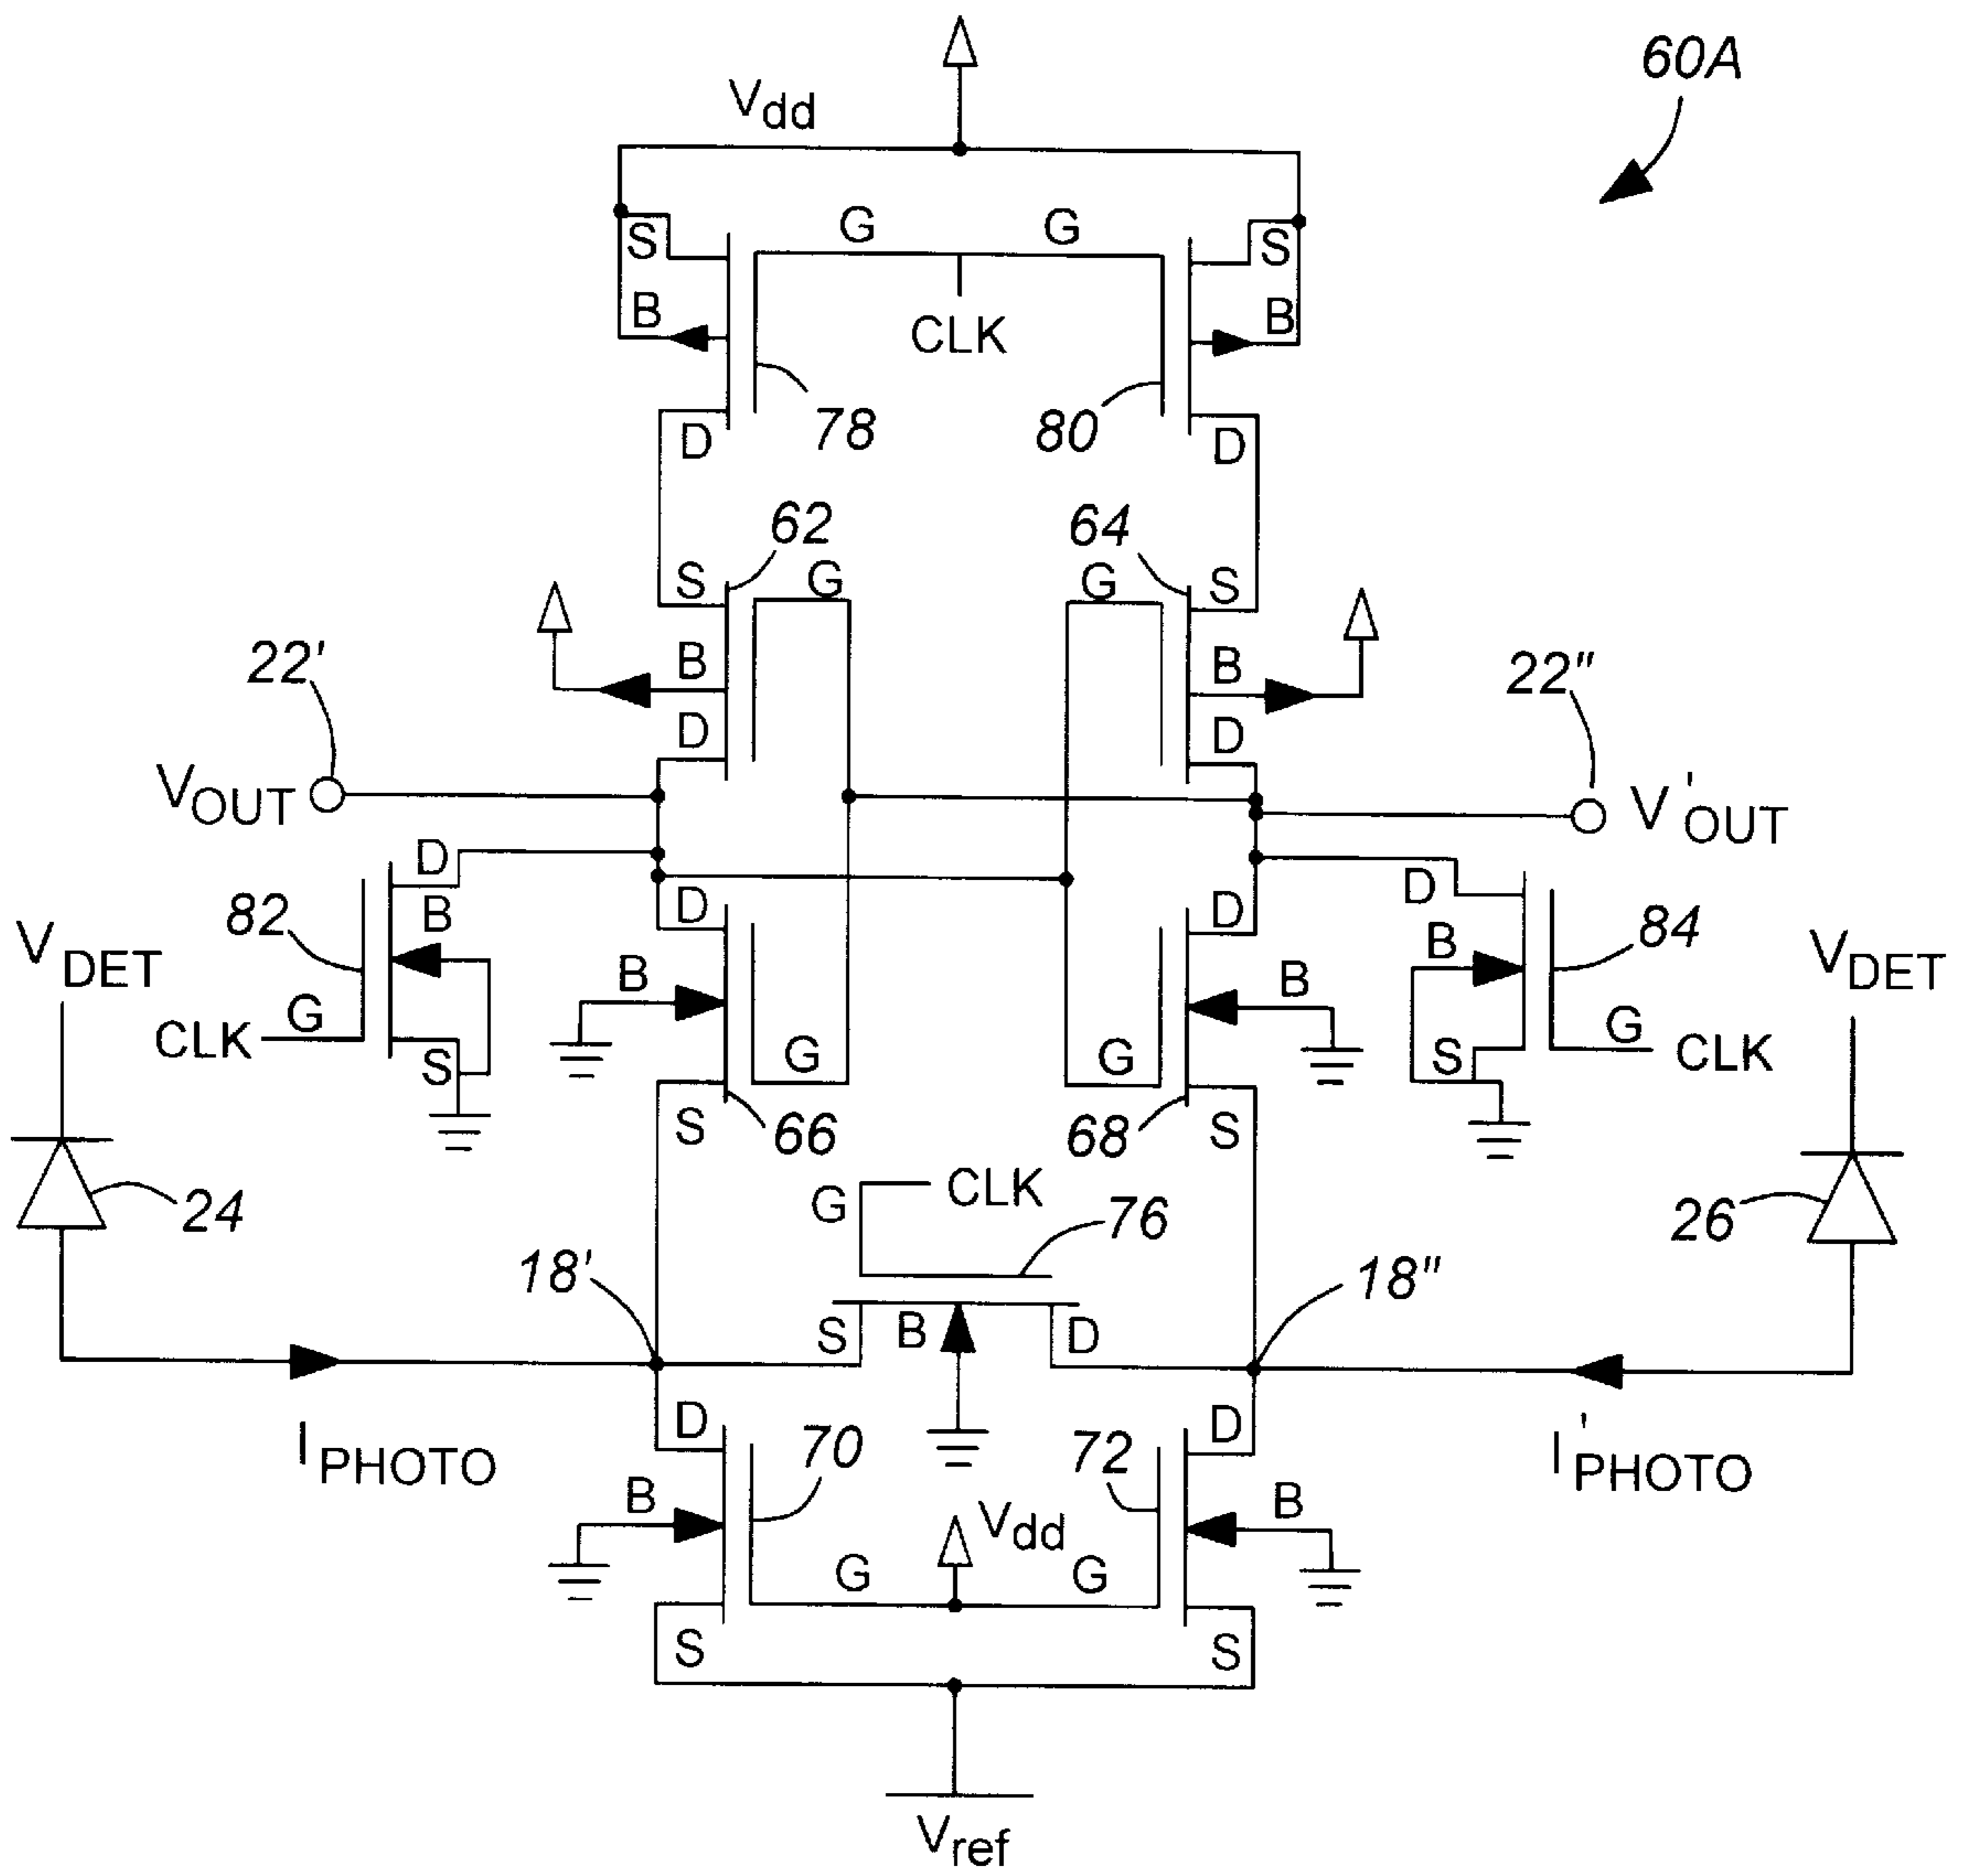 60A
Vdd
S
G
G
S
B
CLK
B
78
80
D
D
62
64
S
G
G
S
22'
B
B
22"
D
D
VOUT
V'OUT
D
D
82
B
D
D
84
VDET
B
B
B
VDET
CLK
G
S
G
G
S
G
CLK
S
66
68
S
24
G
CLK
76
26
18'
18"
S
B
D
IPHOTO
D
70
72
D
I'PHOTO
B
Vdd
B
G
G
S
S
Vref